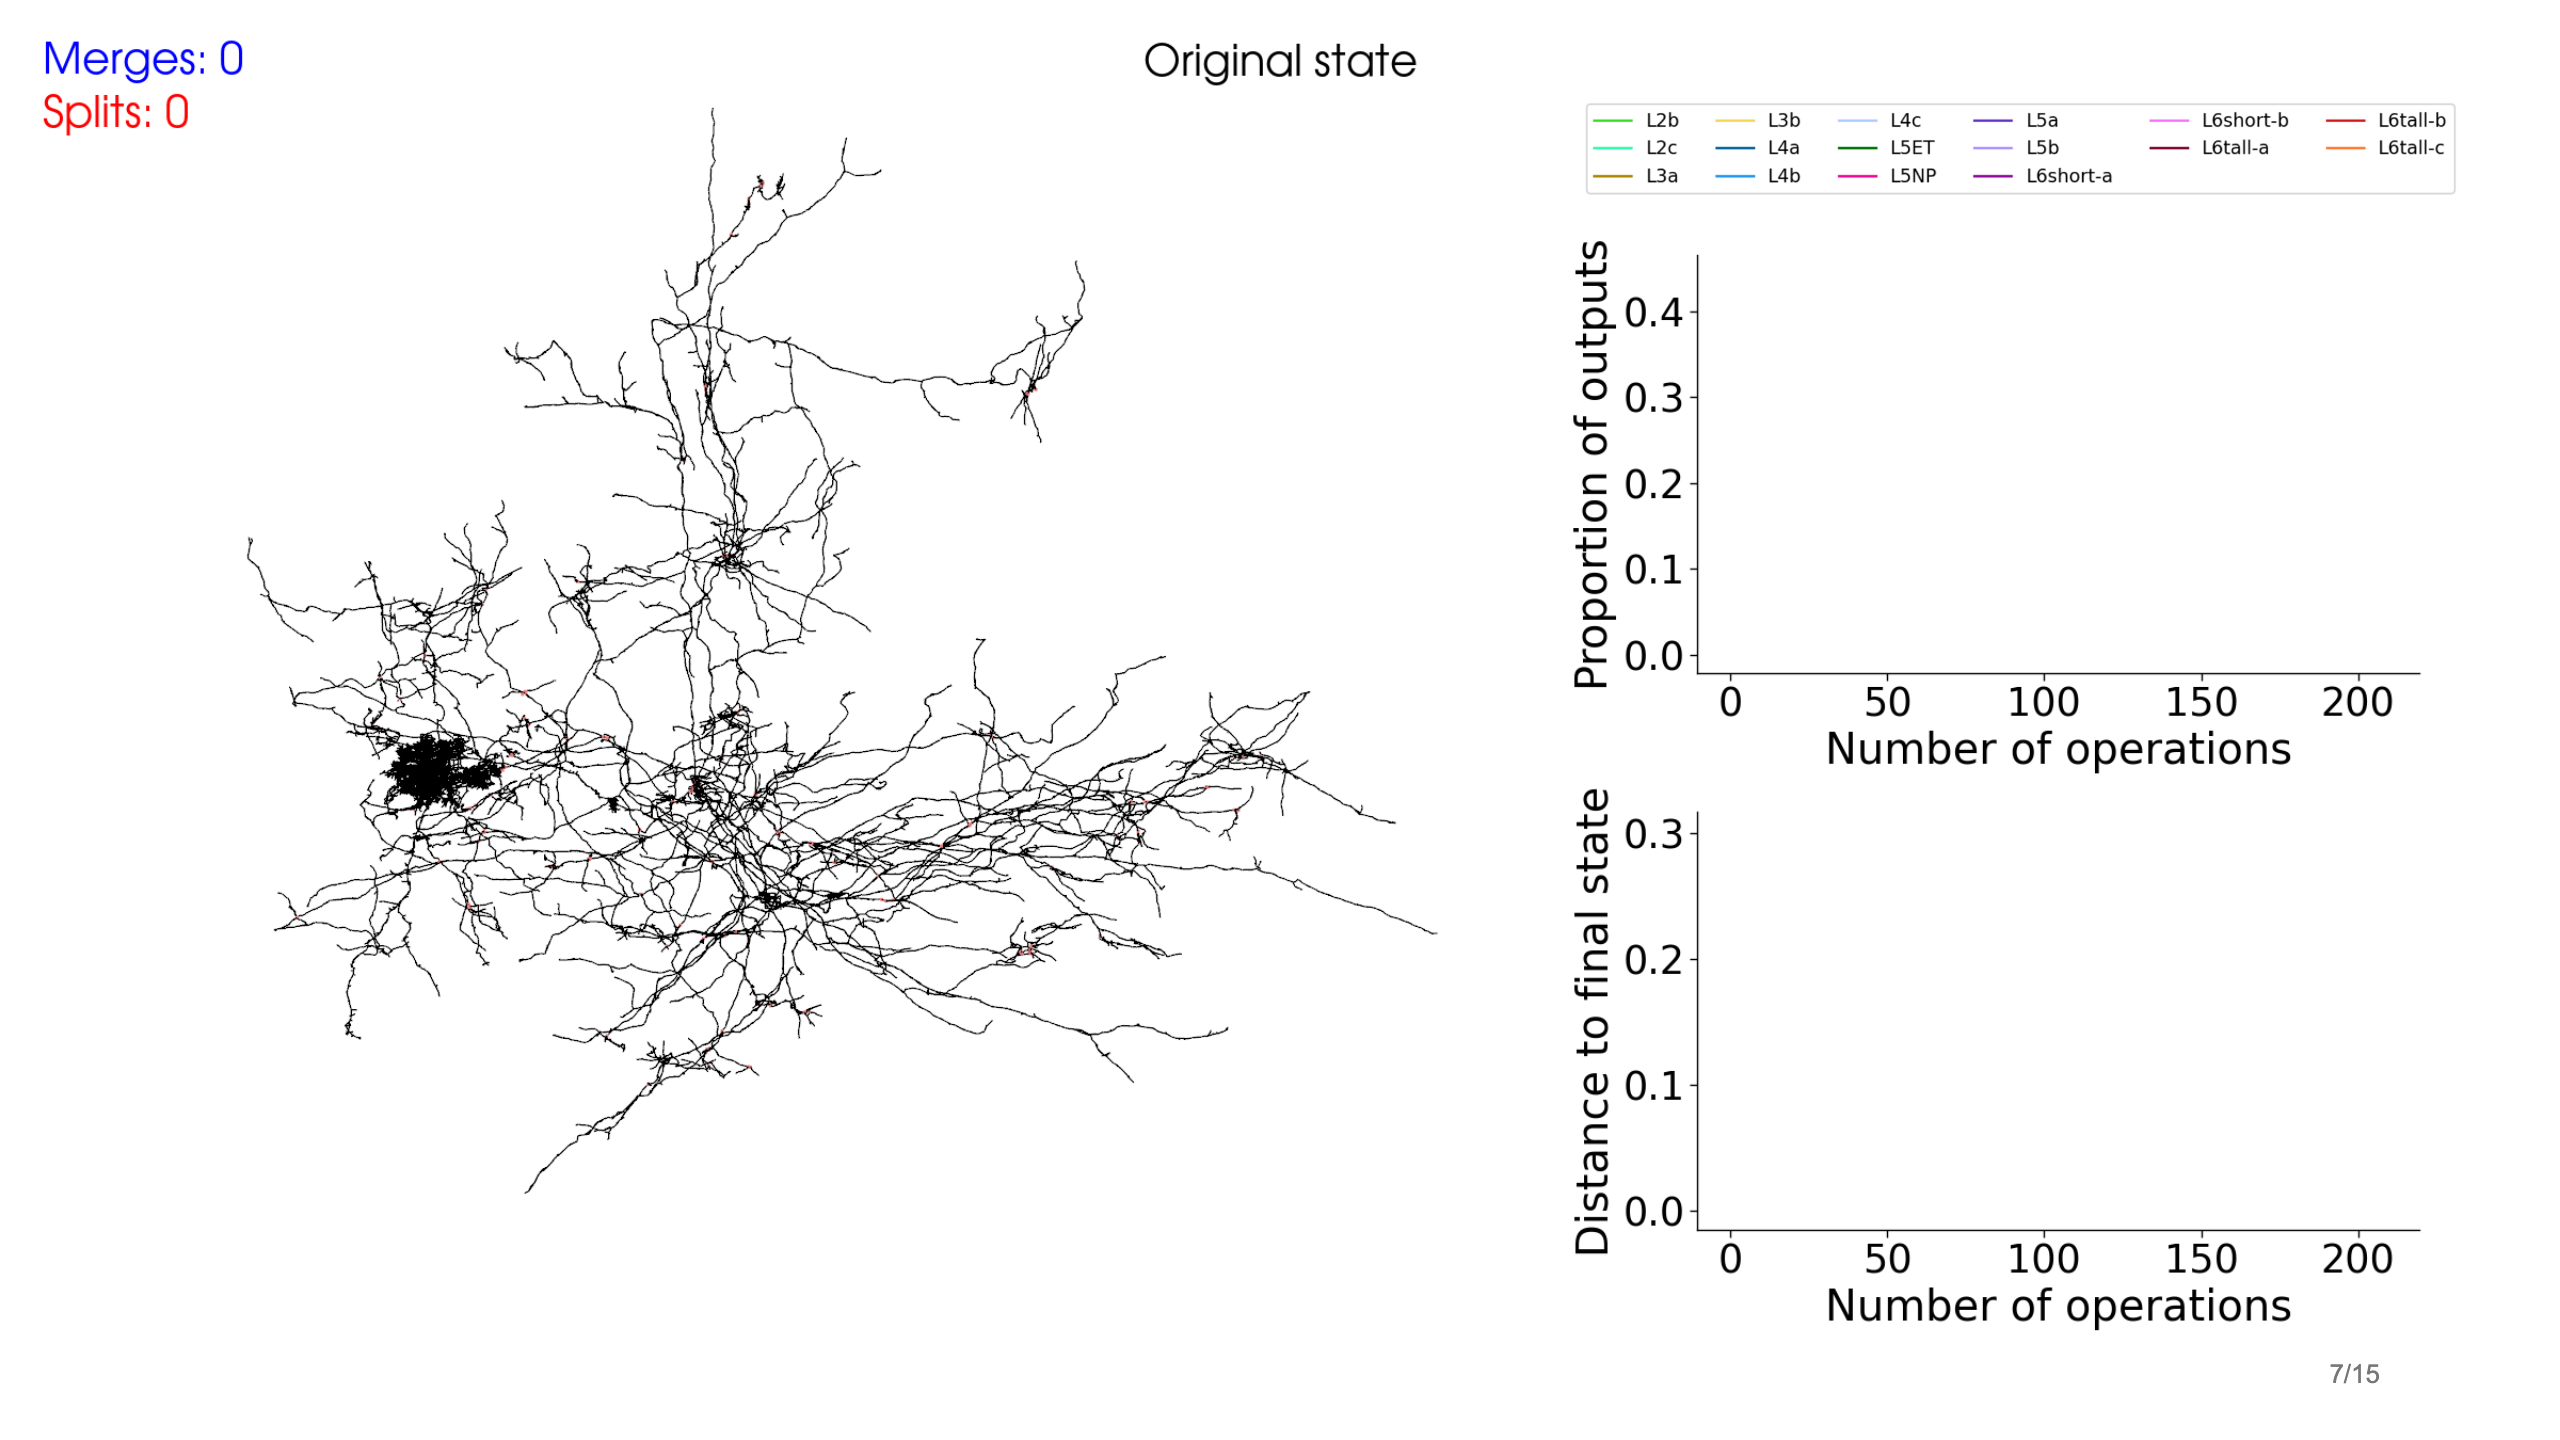 Merges: 0
Splits: 0
Original state
L2b L3b L4c L5a L6short-b L6tall-b
L2c L4a L5ET L5b L6tall-a L6tall-c
L3a L4b L5NP L6short-a
Proportion of outputs
0.4
0.3
0.2
0.1
0.0
0 50 100 150 200
Number of operations
Distance to final state
0.3
0.2
0.1
0.0
0 50 100 150 200
Number of operations
7/15